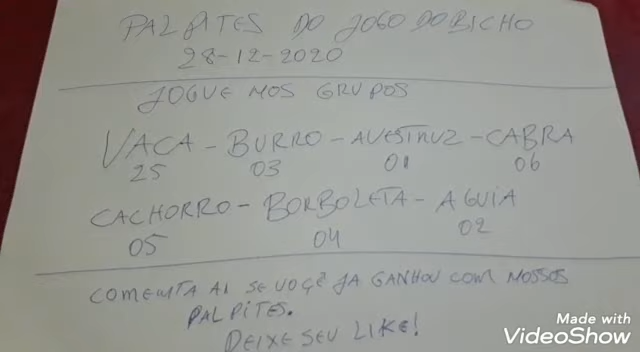 PALPITES DO JOGO DO BICHO
28-12-2020
JOGUE NOS GRUPOS
VACA - BURRO - AVESTRUZ - CABRA
25 03 01 06
CACHORRO - BORBOLETA - AGUIA
05 04 02
COMENTA AI SE VOÇÊ JA GANHOU COM NOSSOS
PALPITES.
DEIXE SEU LIKE!
Made with
VideoShow